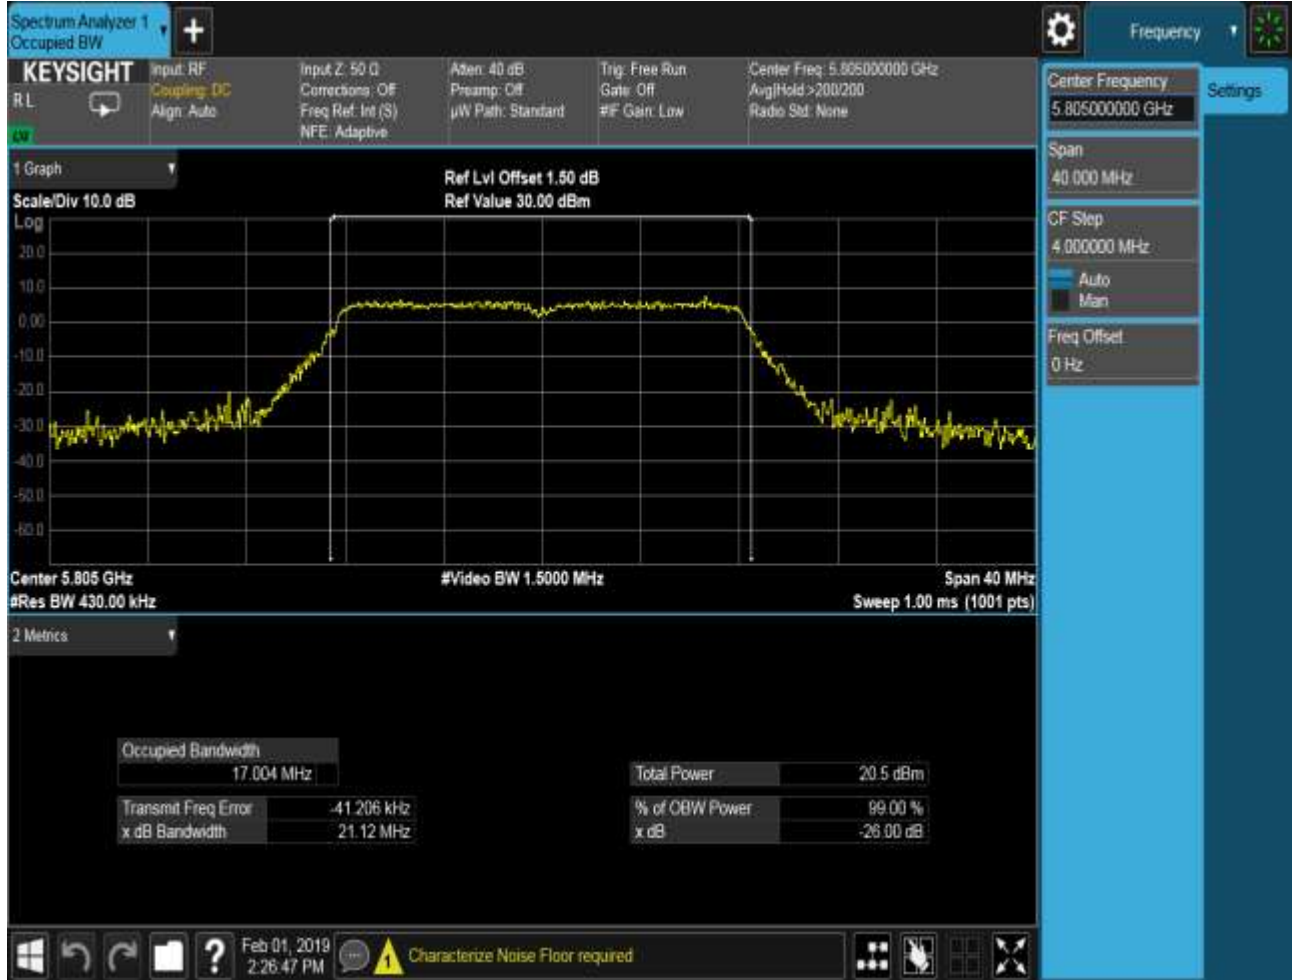 Spectrum Analyzer 1
Occupied BW
Frequency
KEYSIGHT
R L
Input: RF
Coupling: DC
Align: Auto
Input Z: 50 Ω
Corrections: Off
Freq Ref: Int (S)
NFE: Adaptive
Atten: 40 dB
Preamp: Off
µW Path: Standard
Trig: Free Run
Gate: Off
#IF Gain: Low
Center Freq: 5.805000000 GHz
Avg|Hold:>200/200
Radio Std: None
Center Frequency
5.805000000 GHz
Settings
Span
40.000 MHz
CF Step
4.000000 MHz
Auto
Man
Freq Offset
0 Hz
1 Graph
Scale/Div 10.0 dB
Ref Lvl Offset 1.50 dB
Ref Value 30.00 dBm
Log
20.0
10.0
0.00
-10.0
-20.0
-30.0
-40.0
-50.0
-60.0
Center 5.805 GHz
#Video BW 1.5000 MHz
Span 40 MHz
#Res BW 430.00 kHz
Sweep 1.00 ms (1001 pts)
2 Metrics
Occupied Bandwidth
17.004 MHz
Total Power 20.5 dBm
Transmit Freq Error -41.206 kHz
% of OBW Power 99.00 %
x dB Bandwidth 21.12 MHz
x dB -26.00 dB
?
Feb 01, 2019
2:26:47 PM
1
Characterize Noise Floor required